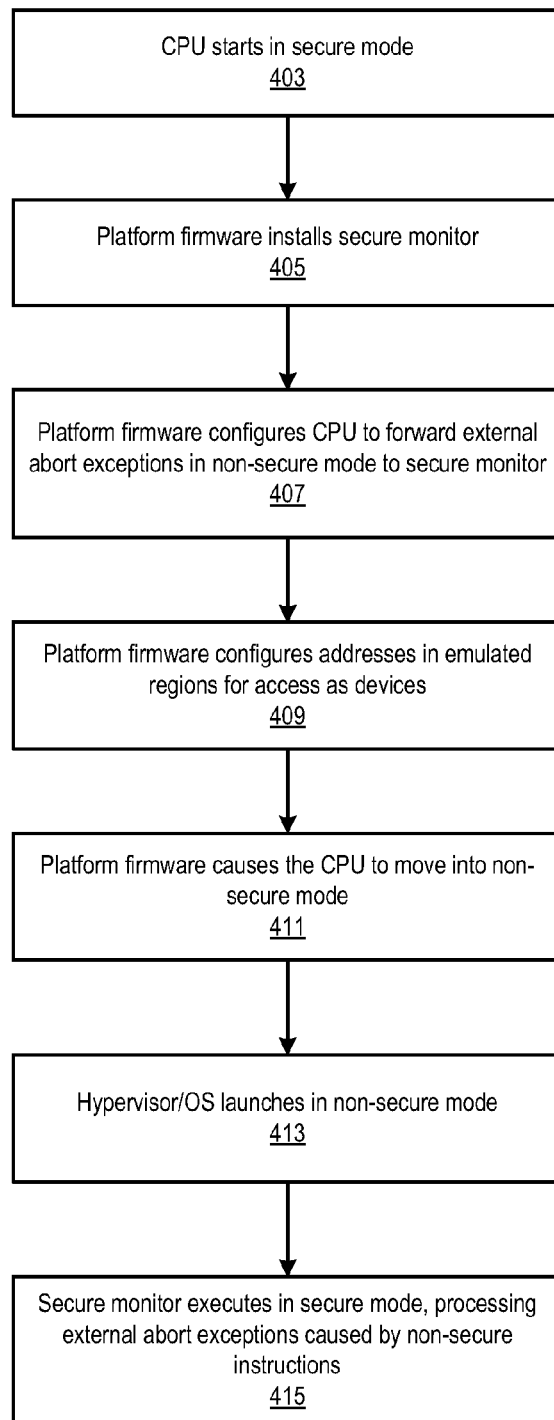 CPU starts in secure mode
403
Platform firmware installs secure monitor
405
Platform firmware configures CPU to forward external
abort exceptions in non-secure mode to secure monitor
407
Platform firmware configures addresses in emulated
regions for access as devices
409
Platform firmware causes the CPU to move into non-
secure mode
411
Hypervisor/OS launches in non-secure mode
413
Secure monitor executes in secure mode, processing
external abort exceptions caused by non-secure
instructions
415